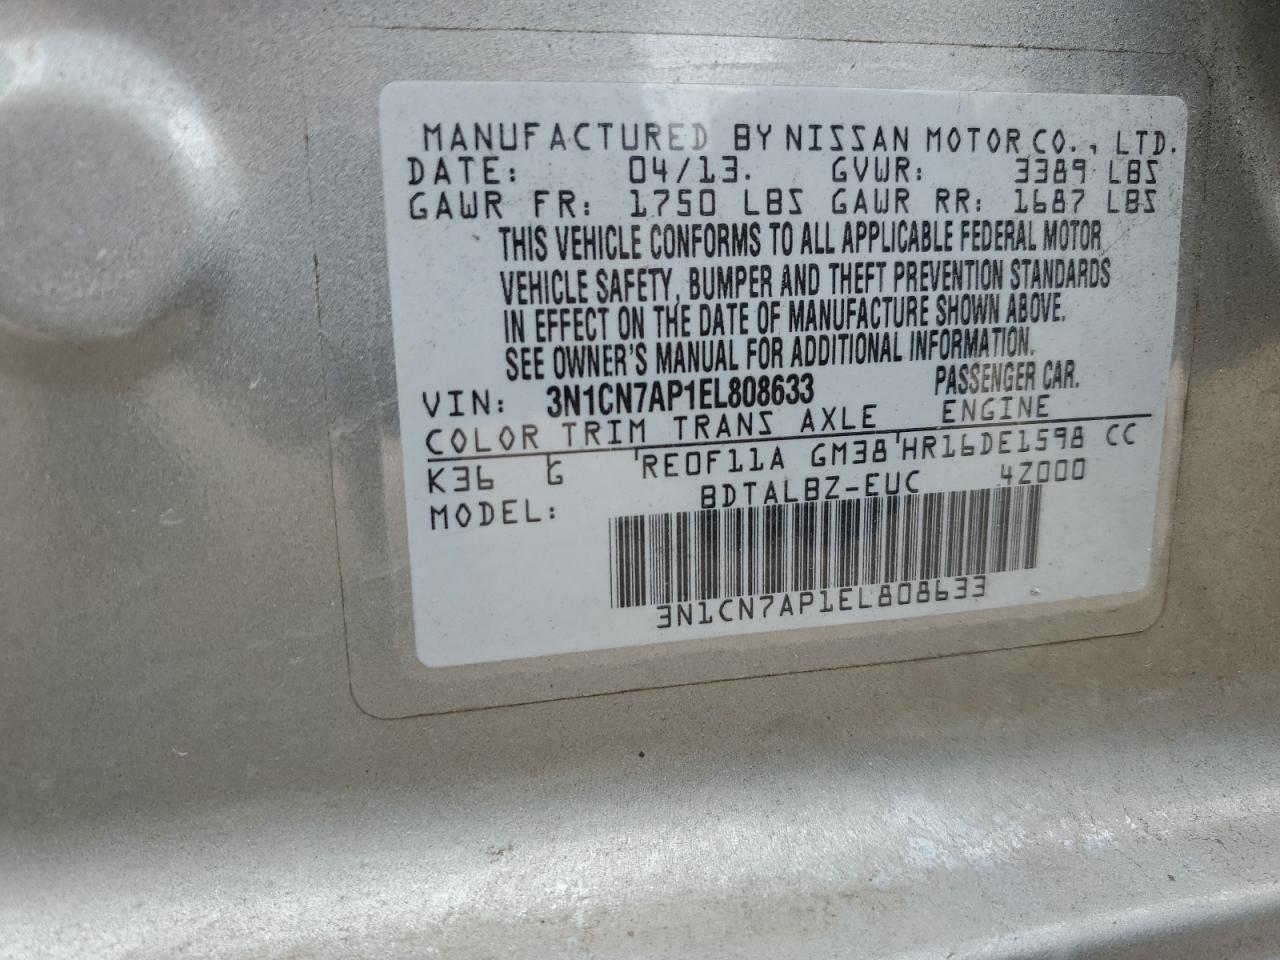 MANUFACTURED BY NISSAN MOTOR CO., LTD.
DATE: 04/13. GVWR: 3389 LBS
GAWR FR: 1750 LBS GAWR RR: 1687 LBS
THIS VEHICLE CONFORMS TO ALL APPLICABLE FEDERAL MOTOR
VEHICLE SAFETY, BUMPER AND THEFT PREVENTION STANDARDS
IN EFFECT ON THE DATE OF MANUFACTURE SHOWN ABOVE.
SEE OWNER'S MANUAL FOR ADDITIONAL INFORMATION.
VIN: 3N1CN7AP1EL808633 PASSENGER CAR.
COLOR TRIM TRANS AXLE ENGINE
K36 G RE0F11A GM38 HR16DE1598 CC
MODEL: BDTALBZ-EUC 4Z000
3N1CN7AP1EL808633